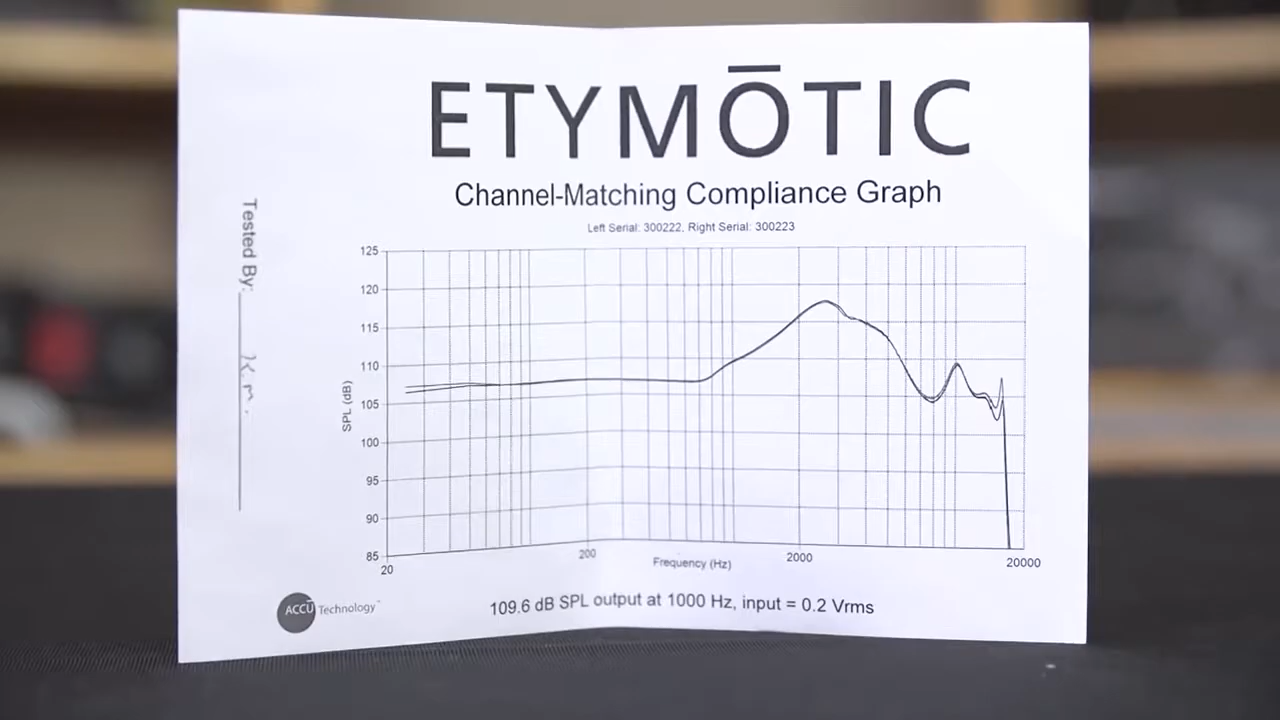 ETYMŌTIC
Channel-Matching Compliance Graph
Left Serial: 300222, Right Serial: 300223
Tested By:
K.m.
SPL (dB)
125
120
115
110
105
100
95
90
85
20
200
2000
20000
Frequency (Hz)
ACCŪ Technology™
109.6 dB SPL output at 1000 Hz, input = 0.2 Vrms